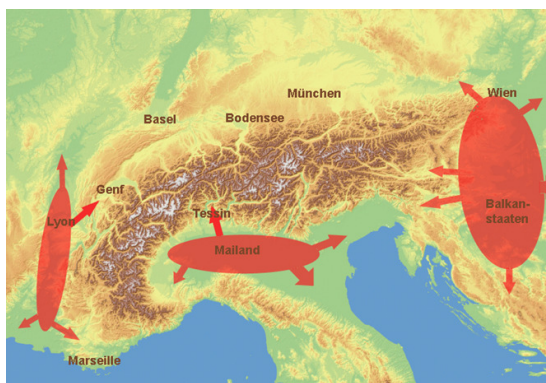 München
Wien
Basel
Bodensee
Genf
Tessin
Lyon
Balkan-
staaten
Mailand
Marseille